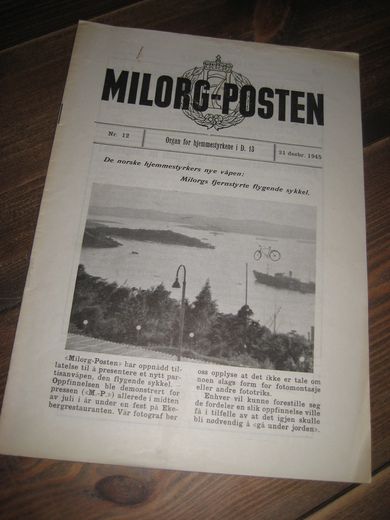 MILORG-POSTEN
Nr. 12
Organ for hjemmestyrkene i D. 13
31 desbr. 1945
De norske hjemmestyrkers nye våpen:
Milorgs fjernstyrte flygende sykkel.
«Milorg-Posten» har oppnådd til-
latelse til å presentere et nytt par-
tisanvåpen, den flygende sykkel. –
Oppfinnelsen ble demonstrert for
pressen («M.-P.») allerede i midten
av juli i år under en fest på Eke-
bergrestauranten. Vår fotograf ber
oss opplyse at det ikke er tale om
noen slags form for fotomontasje
eller andre fototriks.
Enhver vil kunne forestille seg
de fordeler en slik oppfinnelse ville
få i tilfelle av at det igjen skulle
bli nødvendig å «gå under jorden».